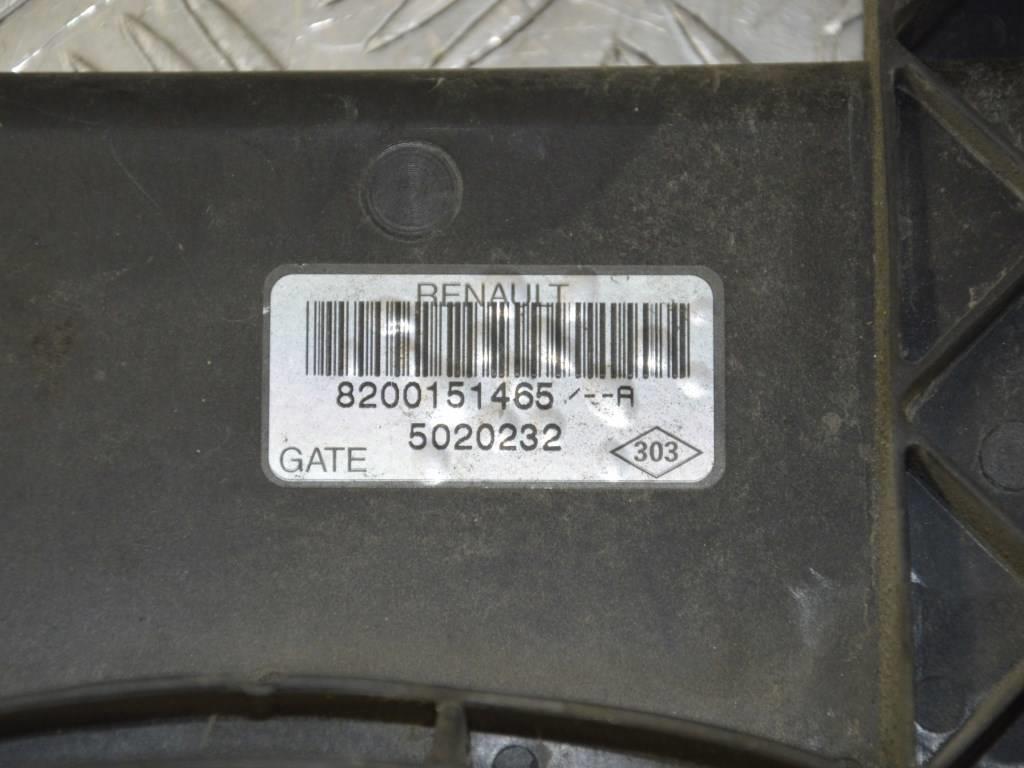 RENAULT
8200151465/--A
5020232
GATE
303